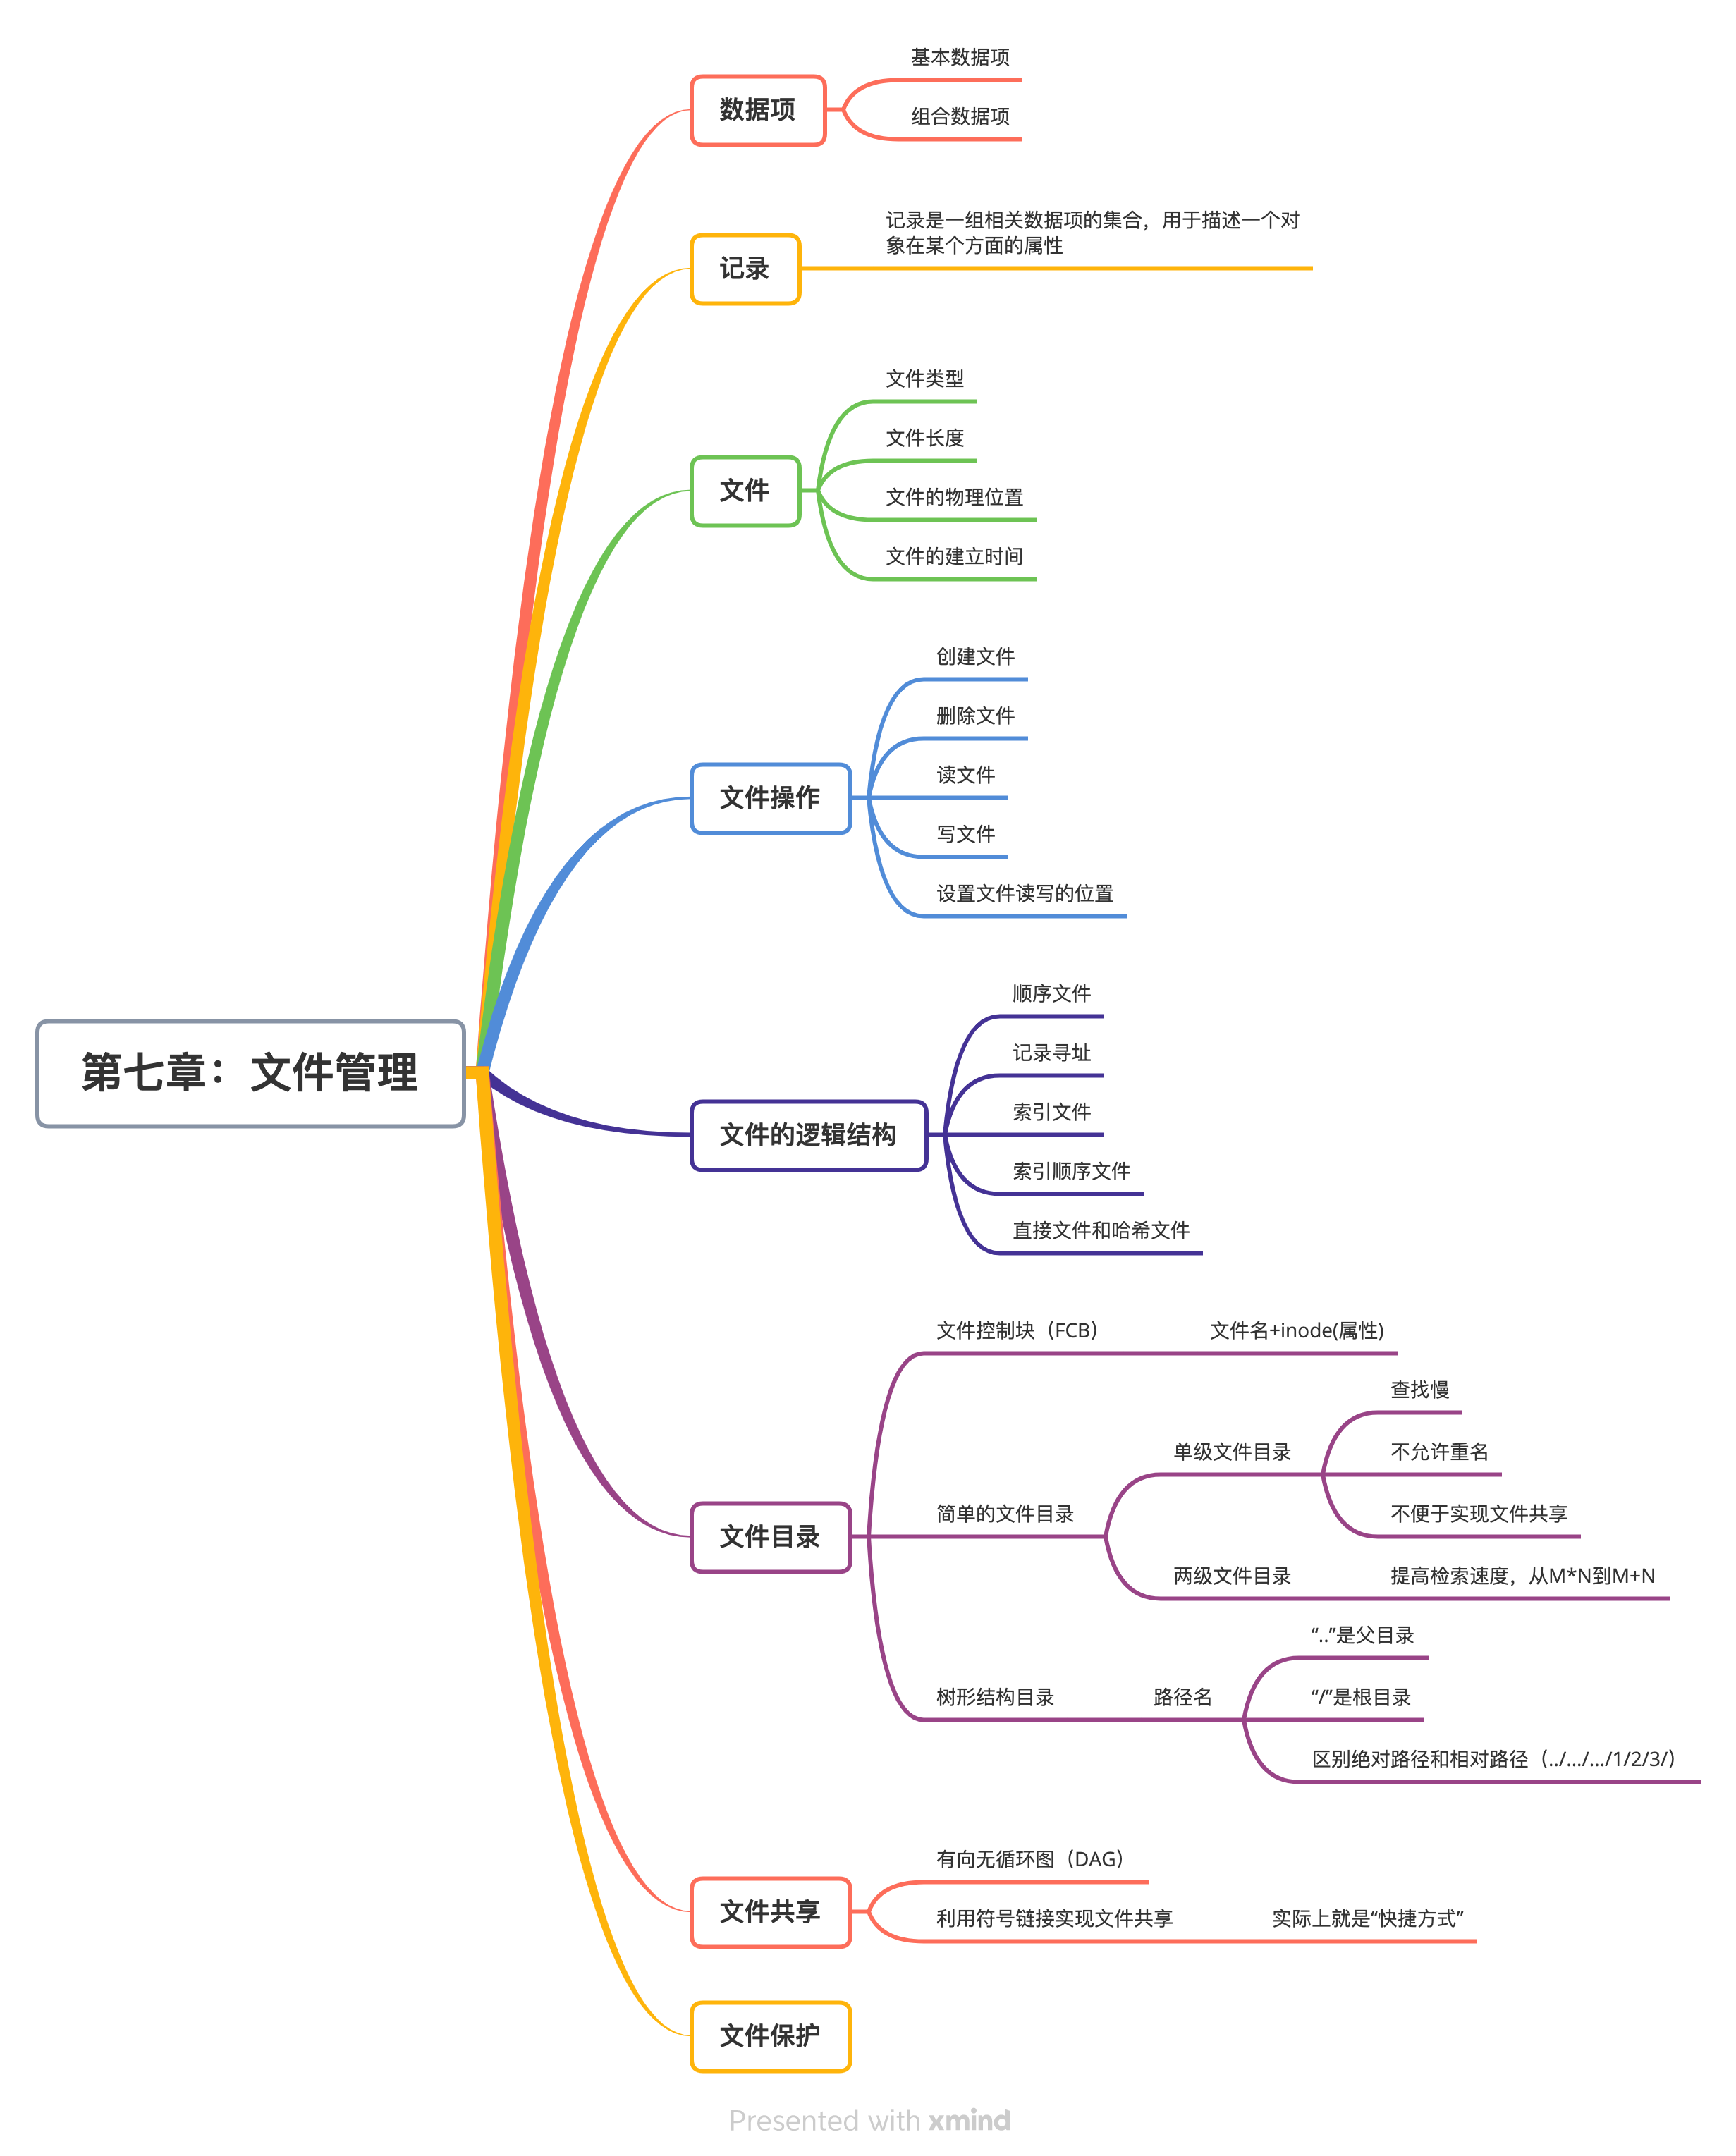 第七章：文件管理
数据项
基本数据项
组合数据项
记录
记录是一组相关数据项的集合，用于描述一个对
象在某个方面的属性
文件
文件类型
文件长度
文件的物理位置
文件的建立时间
文件操作
创建文件
删除文件
读文件
写文件
设置文件读写的位置
文件的逻辑结构
顺序文件
记录寻址
索引文件
索引顺序文件
直接文件和哈希文件
文件目录
文件控制块（FCB）
文件名+inode(属性)
简单的文件目录
单级文件目录
查找慢
不允许重名
不便于实现文件共享
两级文件目录
提高检索速度，从M*N到M+N
树形结构目录
路径名
“..”是父目录
“/”是根目录
区别绝对路径和相对路径（../.../.../1/2/3/）
文件共享
有向无循环图（DAG）
利用符号链接实现文件共享
实际上就是“快捷方式”
文件保护
Presented with xmind